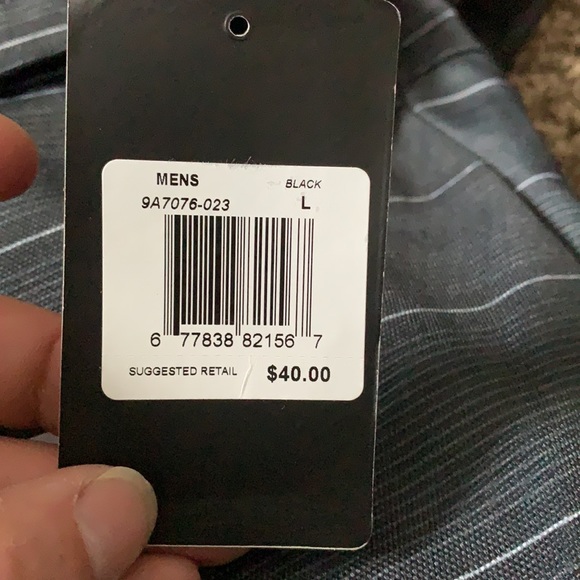 MENS BLACK
9A7076-023 L
6 77838 82156 7
SUGGESTED RETAIL $40.00